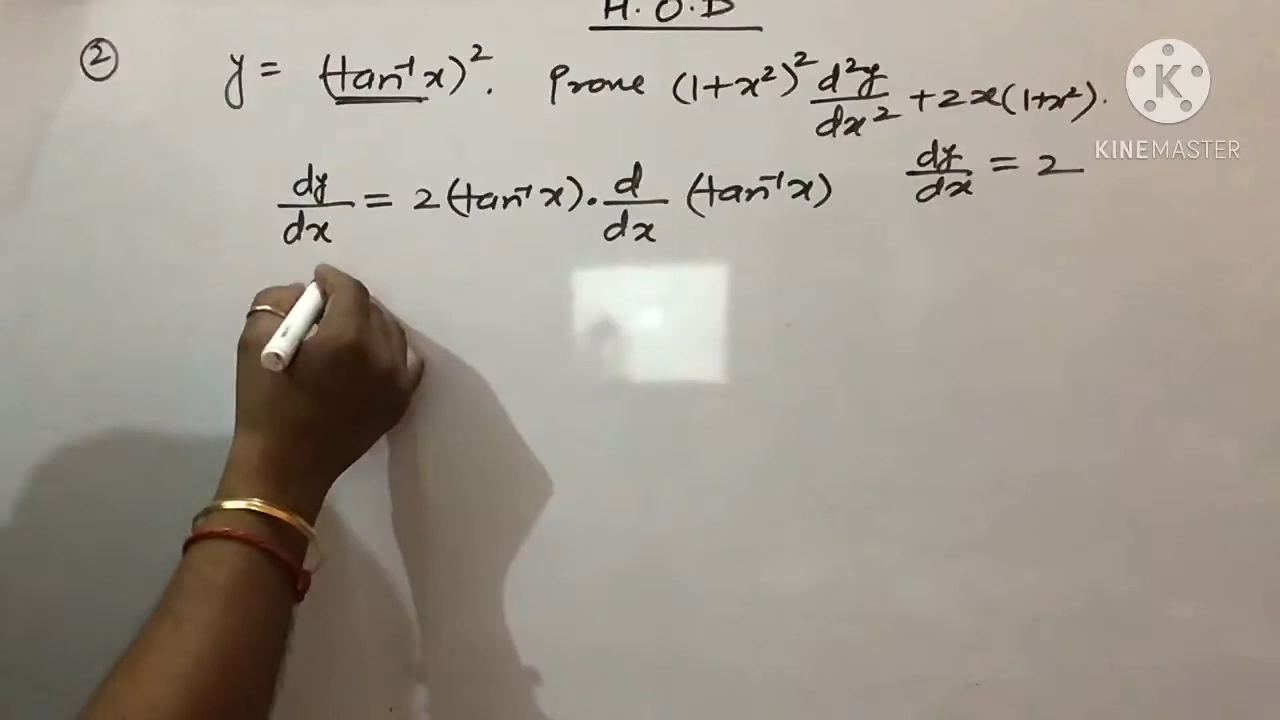 H.O.D
② y = (tan⁻¹x)². Prove (1+x²)² d²y/dx² + 2x(1+x²).
dy/dx = 2
dy/dx = 2(tan⁻¹x). d/dx (tan⁻¹x)
K
KINEMASTER